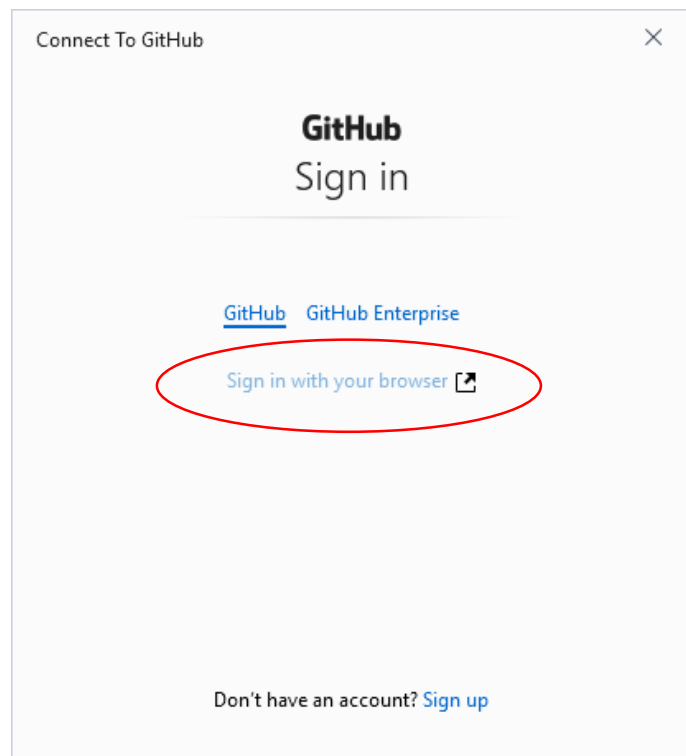 Connect To GitHub
GitHub
Sign in
GitHub GitHub Enterprise
Sign in with your browser
Don't have an account? Sign up